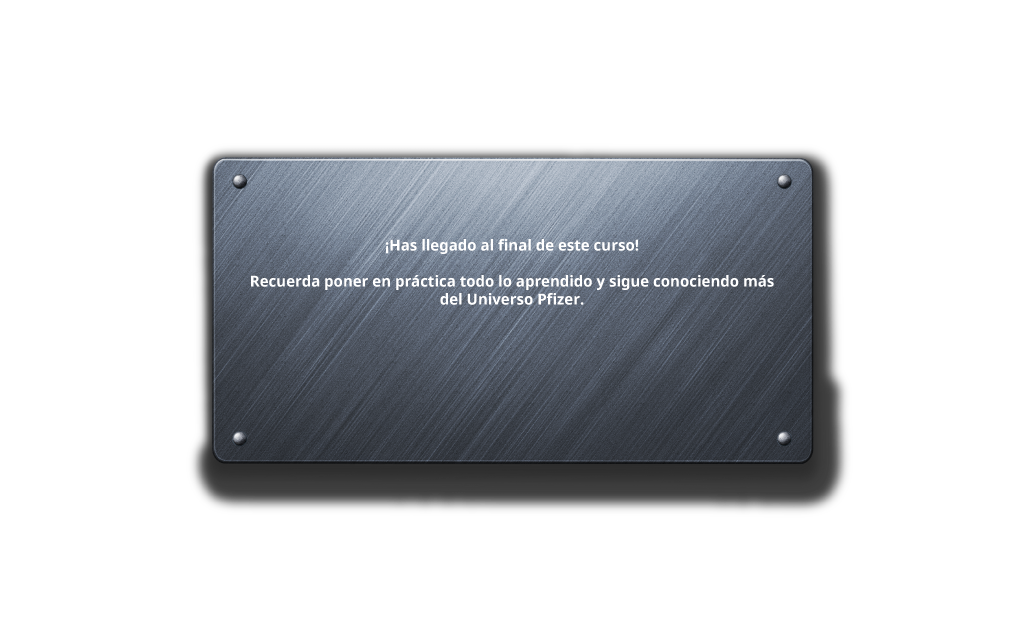 ¡Has llegado al final de este curso!
Recuerda poner en práctica todo lo aprendido y sigue conociendo más
del Universo Pfizer.